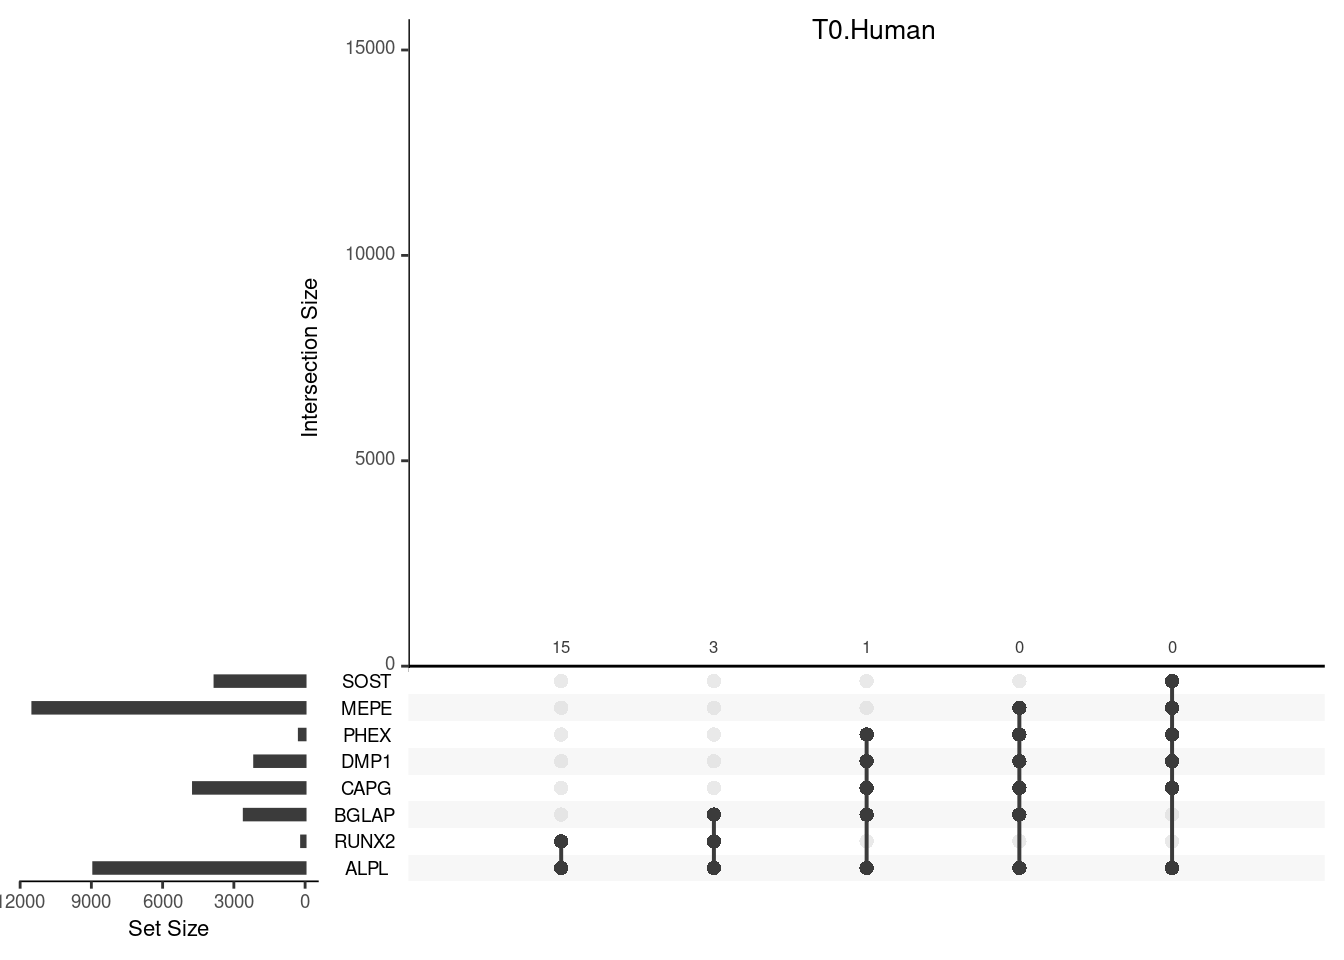 T0.Human
15000
10000
5000
0
Intersection Size
15 3 1 0 0
SOST
MEPE
PHEX
DMP1
CAPG
BGLAP
RUNX2
ALPL
12000 9000 6000 3000 0
Set Size